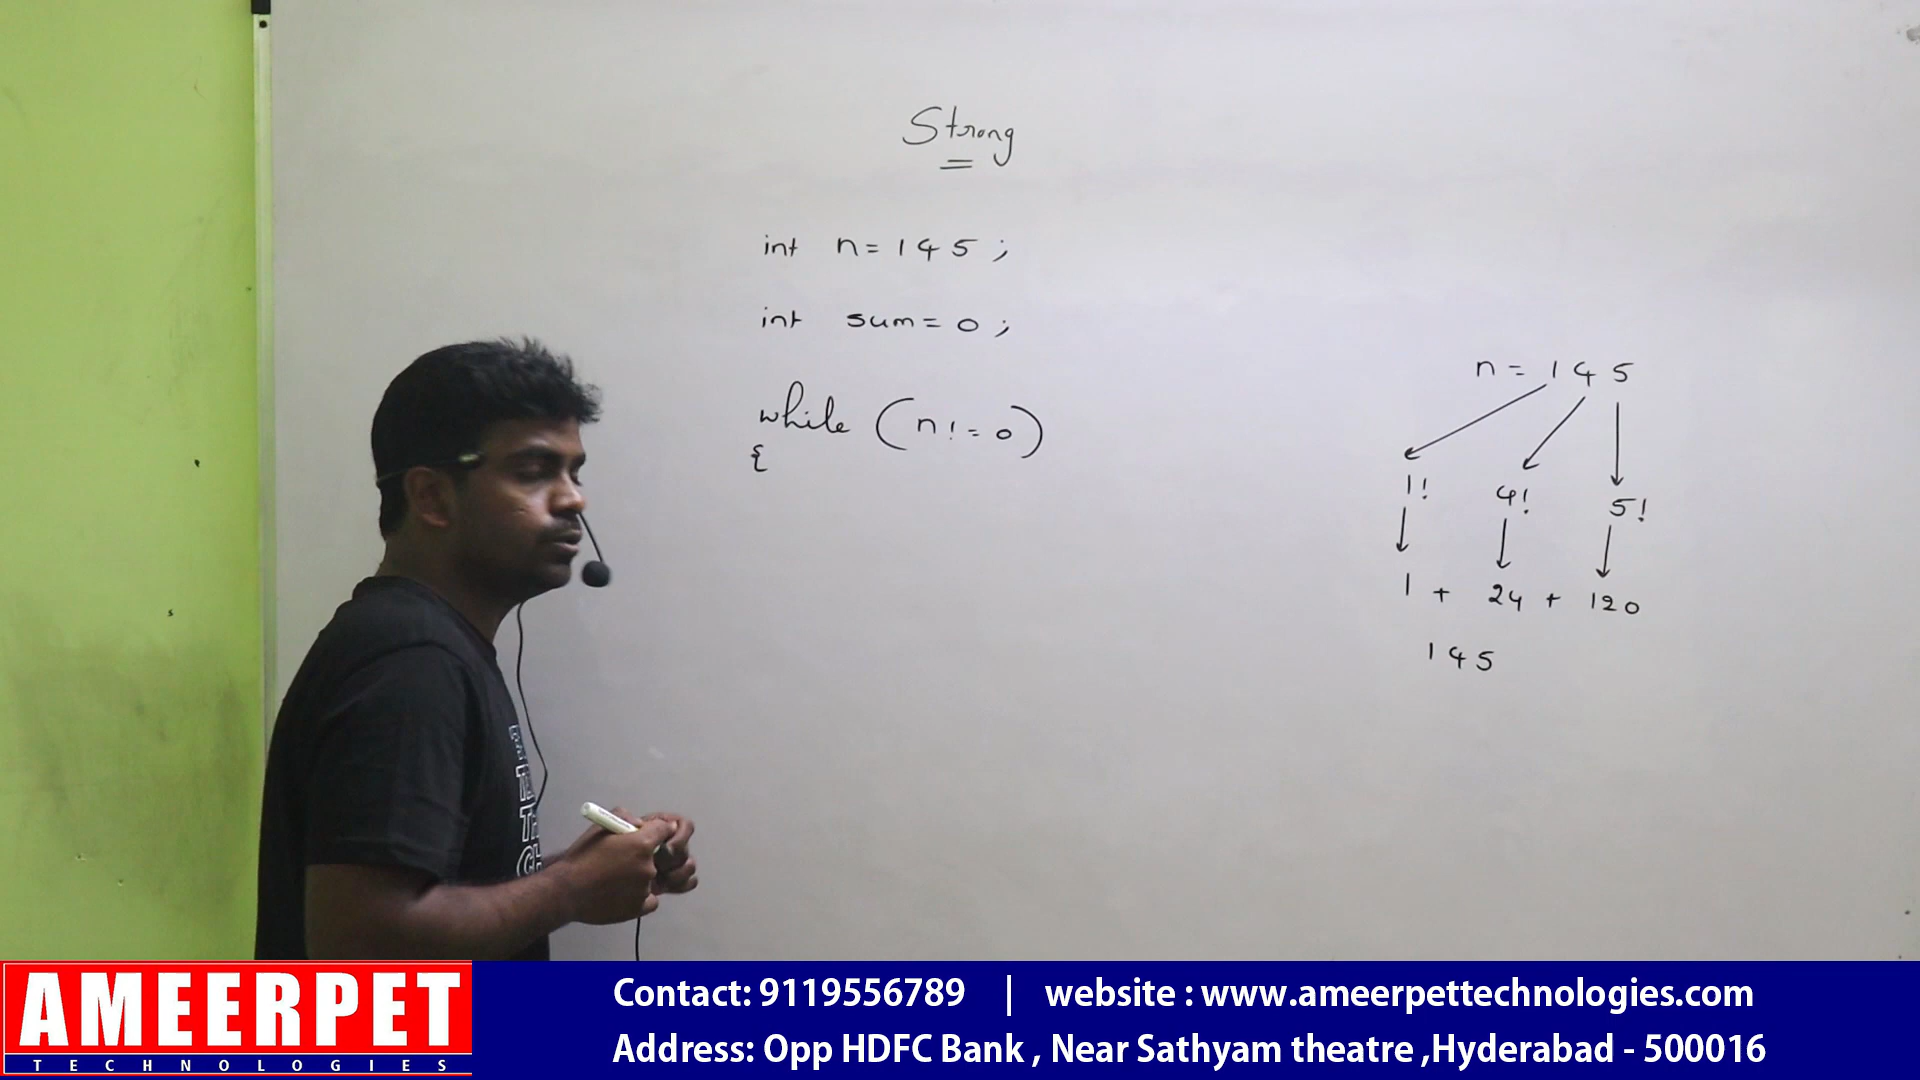 Strong
int n = 145;
int sum = 0;
while (n != 0)
{
n = 145
1! 4! 5!
1 + 24 + 120
145
AMEERPET
TECHNOLOGIES
Contact: 9119556789 | website : www.ameerpettechnologies.com
Address: Opp HDFC Bank , Near Sathyam theatre ,Hyderabad - 500016